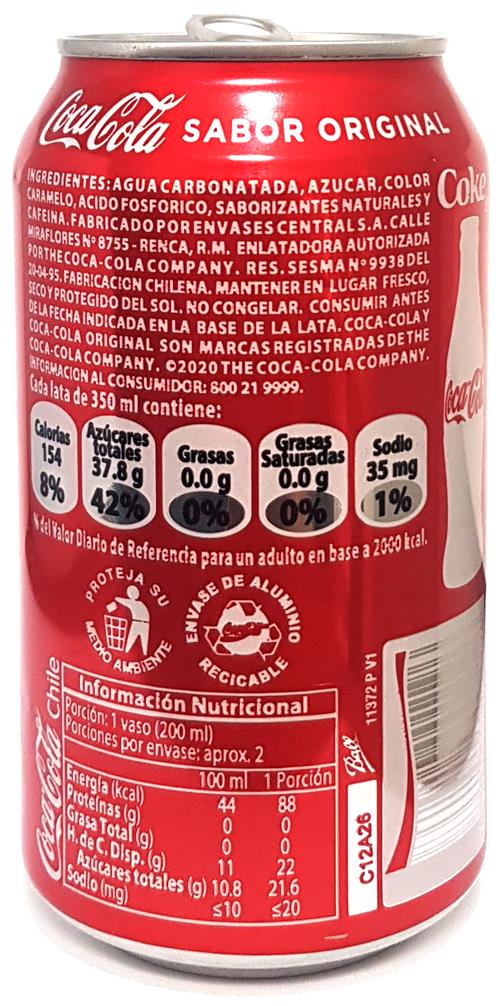 Coca-Cola SABOR ORIGINAL
INGREDIENTES: AGUA CARBONATADA, AZUCAR, COLOR
CARAMELO, ACIDO FOSFORICO, SABORIZANTES NATURALES Y
CAFEINA. FABRICADO POR ENVASES CENTRAL S.A. CALLE
MIRAFLORES Nº 8755 - RENCA, R.M. ENLATADORA AUTORIZADA
POR THE COCA-COLA COMPANY. RES. SESMA Nº 9938 DEL
20-04-95. FABRICACION CHILENA. MANTENER EN LUGAR FRESCO,
SECO Y PROTEGIDO DEL SOL. NO CONGELAR. CONSUMIR ANTES
DE LA FECHA INDICADA EN LA BASE DE LA LATA. COCA-COLA Y
COCA-COLA ORIGINAL SON MARCAS REGISTRADAS DE THE
COCA-COLA COMPANY. ©2020 THE COCA-COLA COMPANY.
INFORMACION AL CONSUMIDOR: 800 21 9999.
Cada lata de 350 ml contiene:
Calorías
154
8%
Azúcares
totales
37.8 g
42%
Grasas
0.0 g
0%
Grasas
Saturadas
0.0 g
0%
Sodio
35 mg
1%
% del Valor Diario de Referencia para un adulto en base a 2000 kcal.
PROTEJA SU
MEDIO AMBIENTE
ENVASE DE ALUMINIO
RECICABLE
Coca-Cola Chile
Información Nutricional
Porción: 1 vaso (200 ml)
Porciones por envase: aprox. 2
100 ml 1 Porción
Energía (kcal) 44 88
Proteínas (g) 0 0
Grasa Total (g) 0 0
H. de C. Disp. (g) 11 22
Azúcares totales (g) 10.8 21.6
Sodio (mg) ≤10 ≤20
Ball
11372 P V1
C12A26
Coke